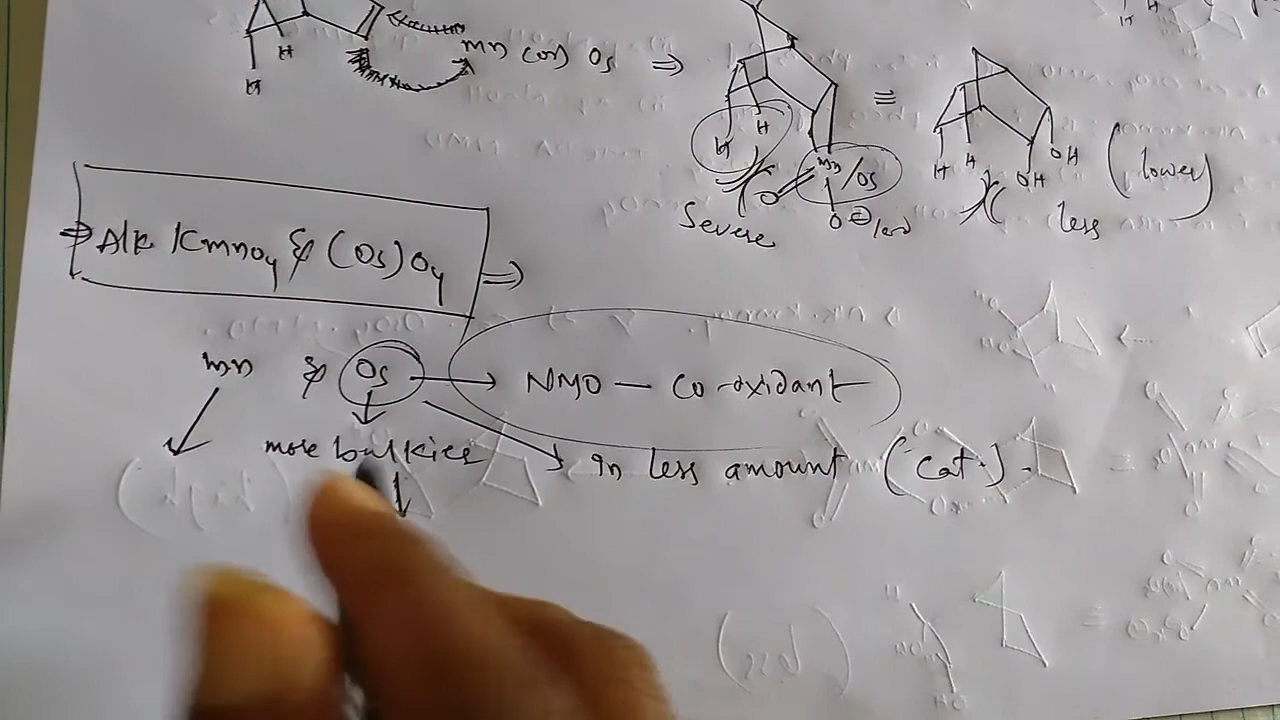 H
H
mn (or) Os ⇒
H
H
mn/Os
O
O⊖
Severe
≡
H
H
OH
OH
(lower)
less
⇒ Alk KmnO4 & (Os)O4 ⇒
mn & Os → NMO — Co-oxidant
more bulkier
in less amount (cat.).